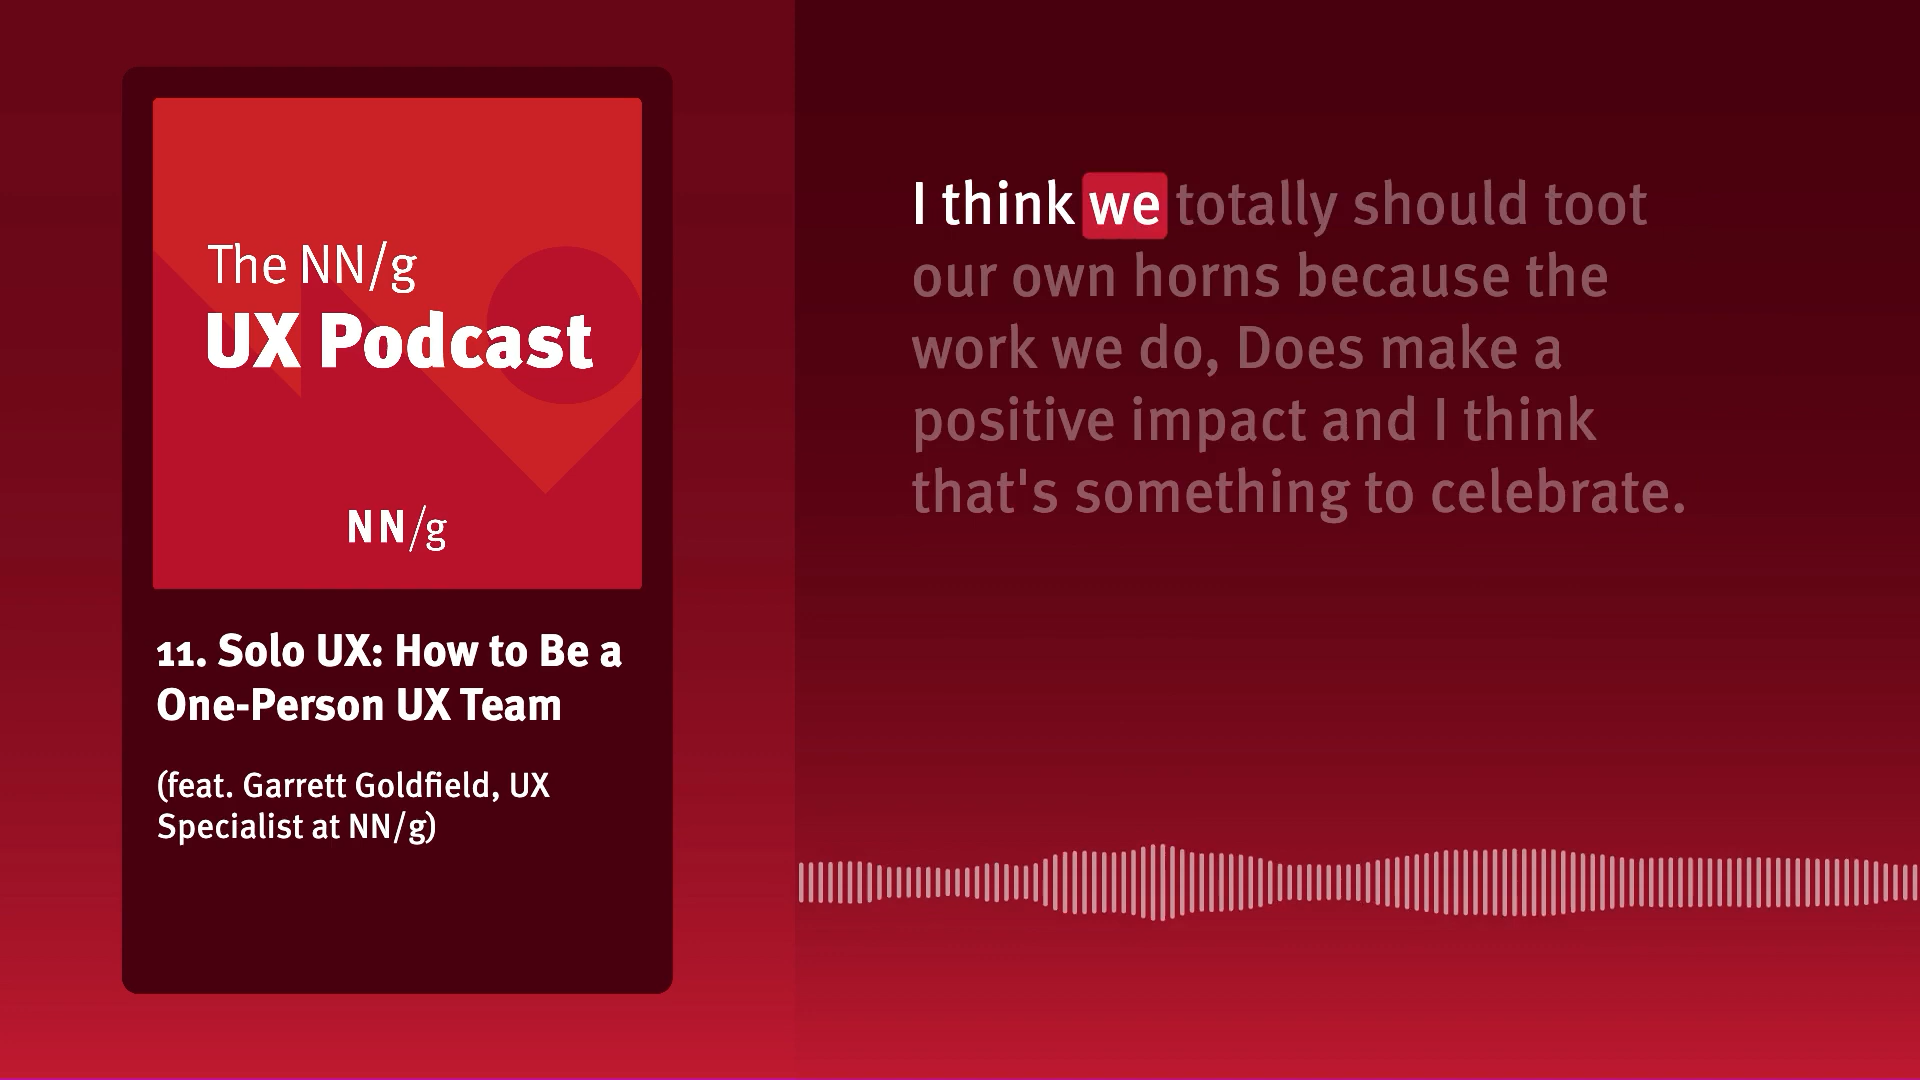 The NN/g
UX Podcast
NN/g
11. Solo UX: How to Be a
One-Person UX Team
(feat. Garrett Goldfield, UX
Specialist at NN/g)
I think we totally should toot
our own horns because the
work we do, Does make a
positive impact and I think
that's something to celebrate.